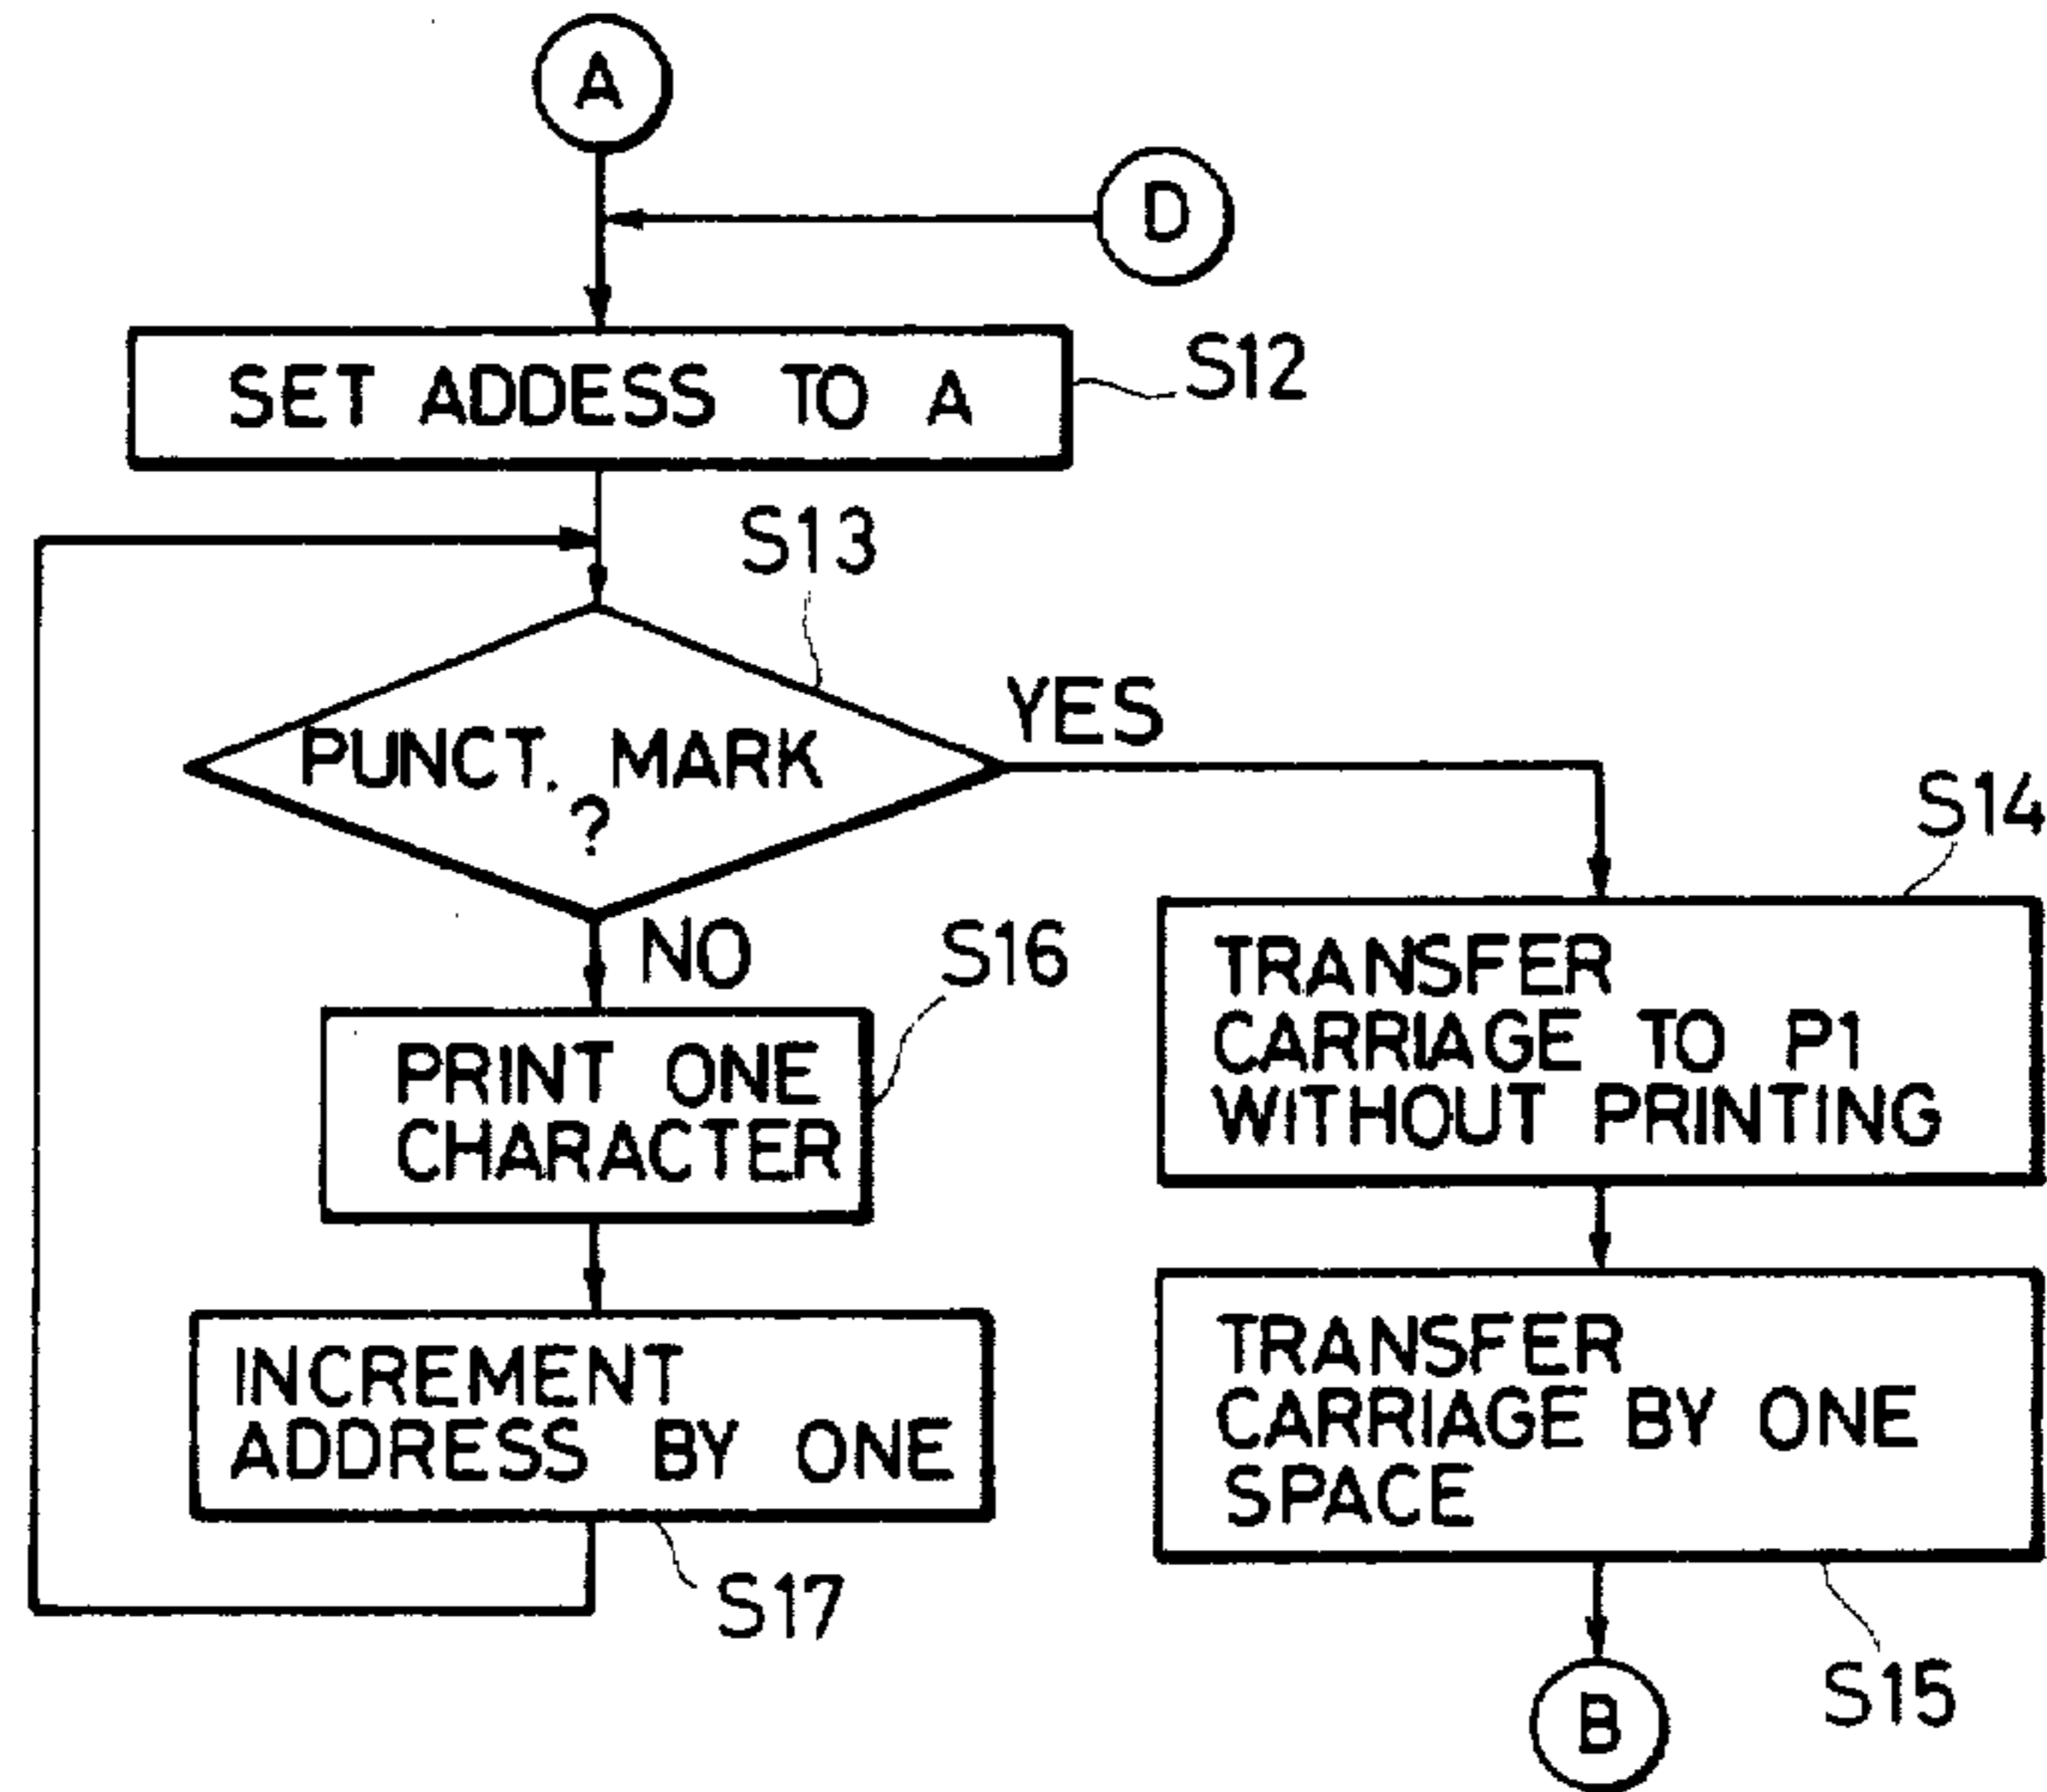 A
D
SET ADDESS TO A
S12
S13
PUNCT. MARK
?
YES
NO
S14
TRANSFER
CARRIAGE TO P1
WITHOUT PRINTING
S16
PRINT ONE
CHARACTER
INCREMENT
ADDRESS BY ONE
S17
TRANSFER
CARRIAGE BY ONE
SPACE
S15
B